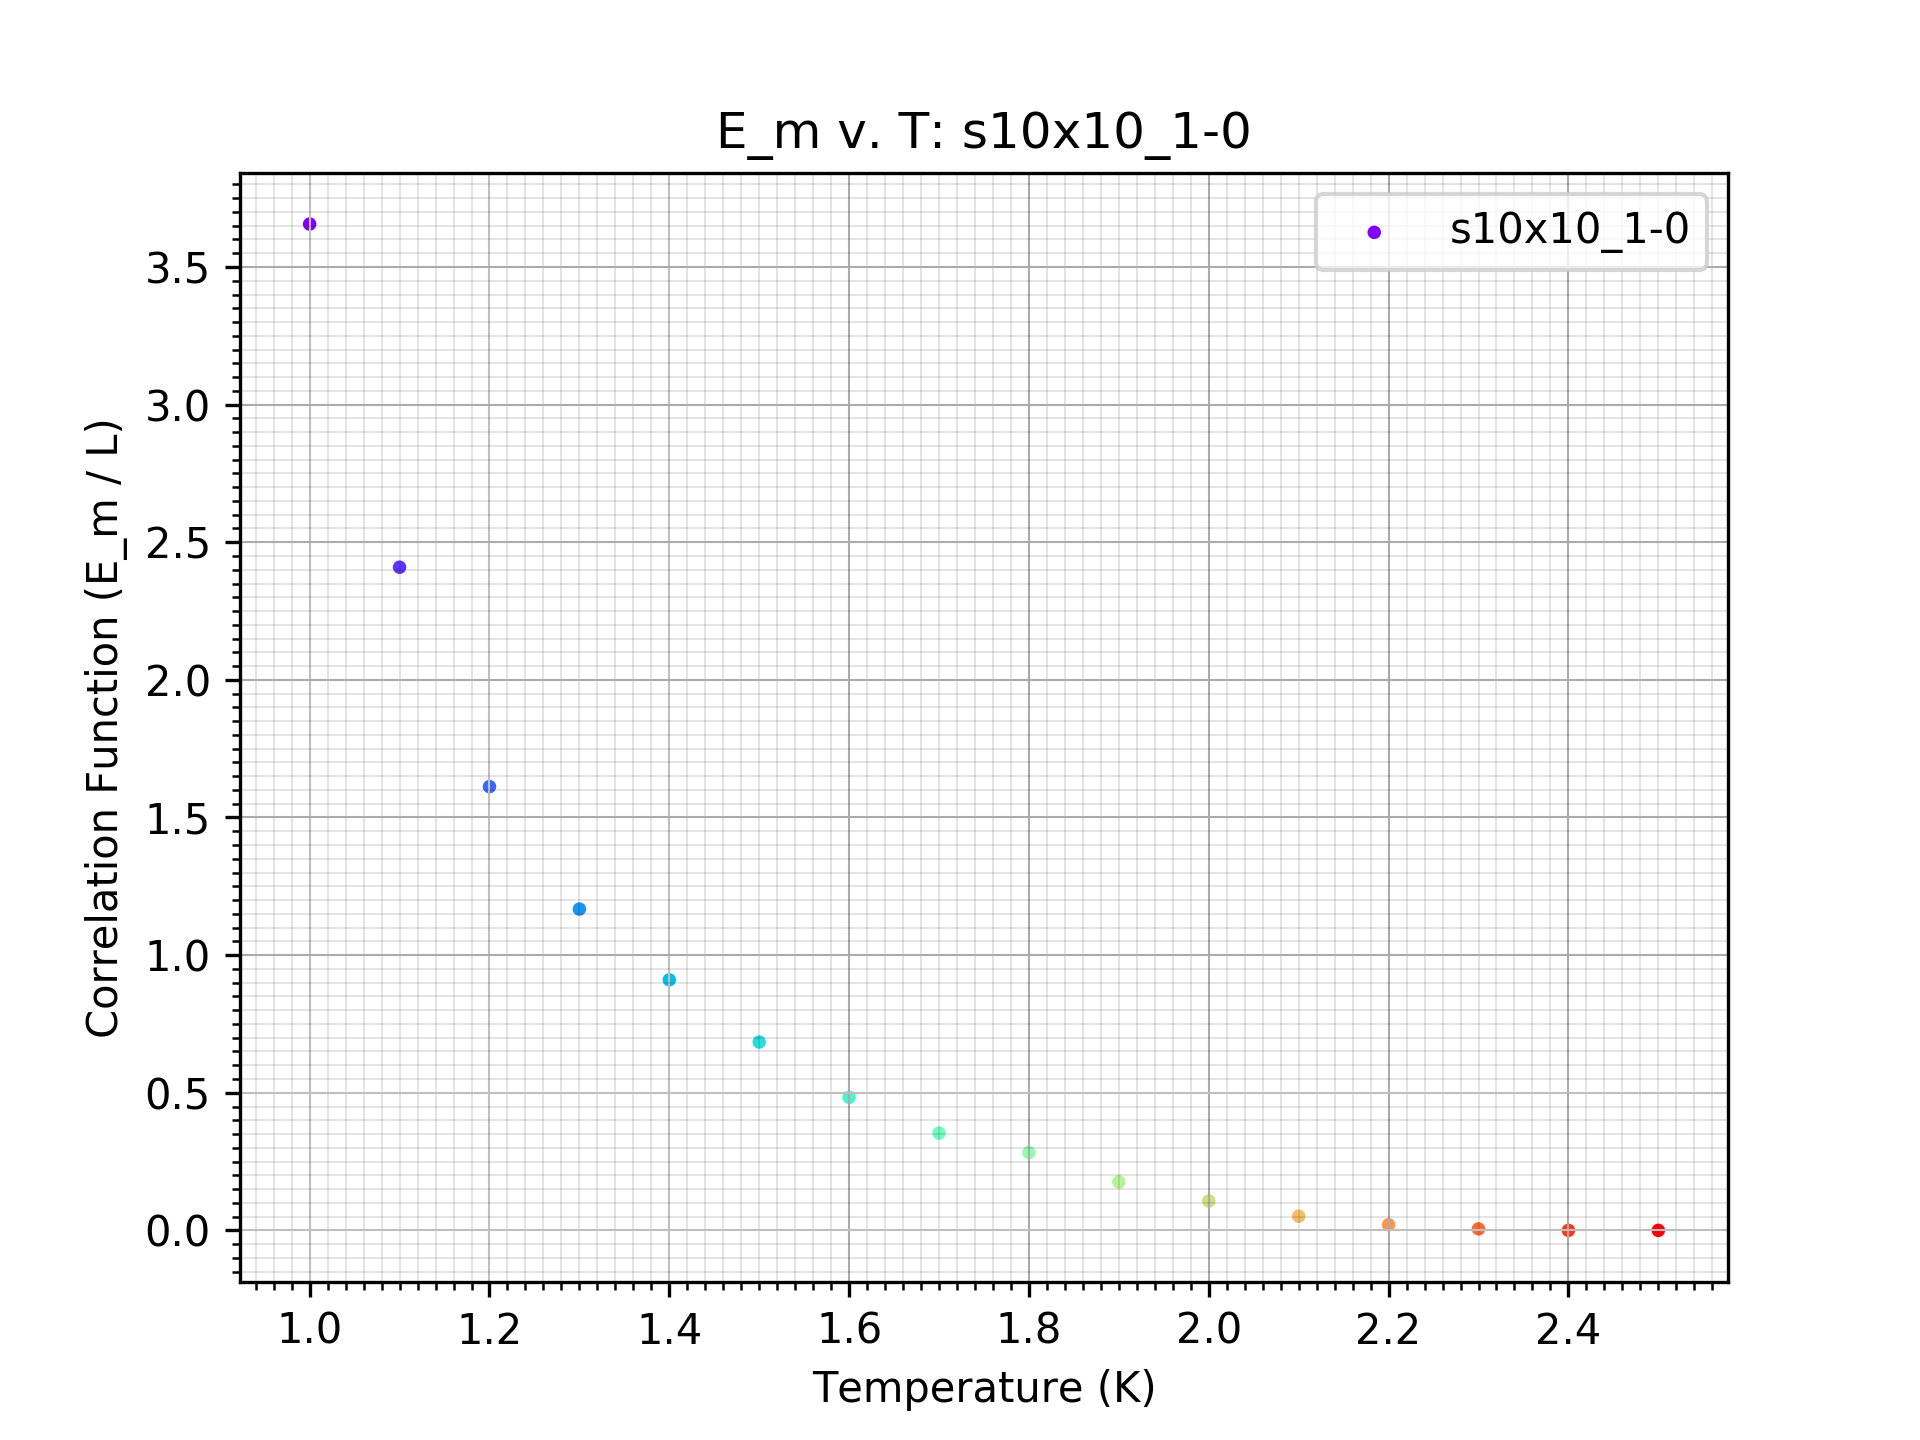 E_m v. T: s10x10_1-0
s10x10_1-0
Correlation Function (E_m / L)
3.5
3.0
2.5
2.0
1.5
1.0
0.5
0.0
1.0 1.2 1.4 1.6 1.8 2.0 2.2 2.4
Temperature (K)